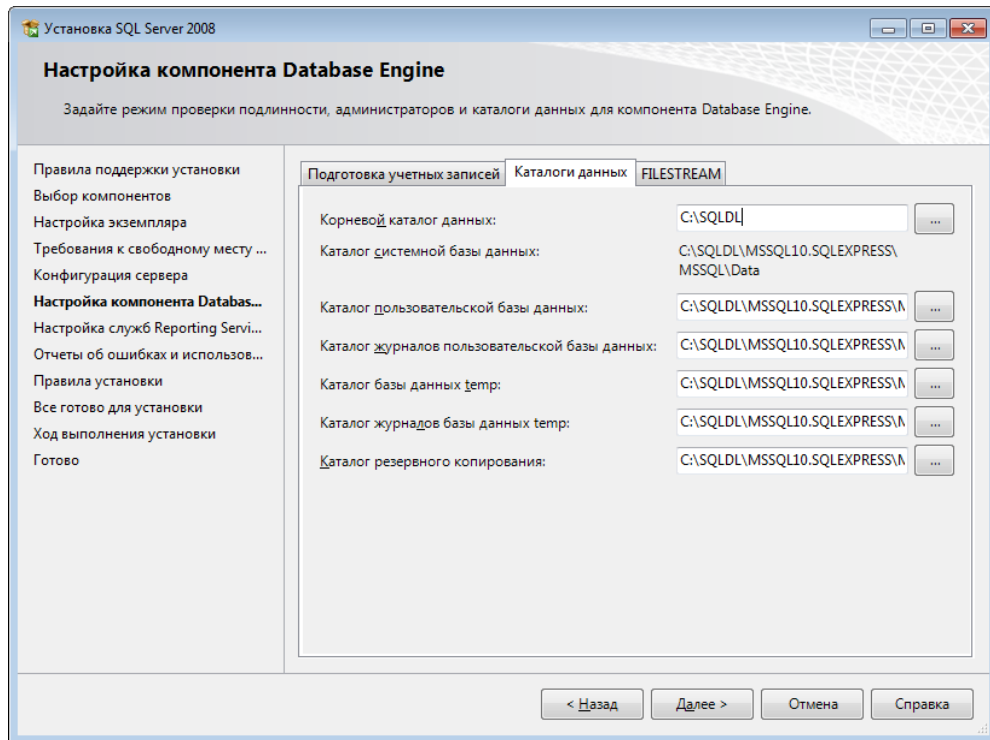 Установка SQL Server 2008
Настройка компонента Database Engine
Задайте режим проверки подлинности, администраторов и каталоги данных для компонента Database Engine.
Правила поддержки установки
Выбор компонентов
Настройка экземпляра
Требования к свободному месту ...
Конфигурация сервера
Настройка компонента Databas...
Настройка служб Reporting Servi...
Отчеты об ошибках и использов...
Правила установки
Все готово для установки
Ход выполнения установки
Готово
Подготовка учетных записей Каталоги данных FILESTREAM
Корневой каталог данных: C:\SQLDL ...
Каталог системной базы данных: C:\SQLDL\MSSQL10.SQLEXPRESS\
MSSQL\Data
Каталог пользовательской базы данных: C:\SQLDL\MSSQL10.SQLEXPRESS\M ...
Каталог журналов пользовательской базы данных: C:\SQLDL\MSSQL10.SQLEXPRESS\M ...
Каталог базы данных temp: C:\SQLDL\MSSQL10.SQLEXPRESS\M ...
Каталог журналов базы данных temp: C:\SQLDL\MSSQL10.SQLEXPRESS\M ...
Каталог резервного копирования: C:\SQLDL\MSSQL10.SQLEXPRESS\M ...
< Назад Далее > Отмена Справка